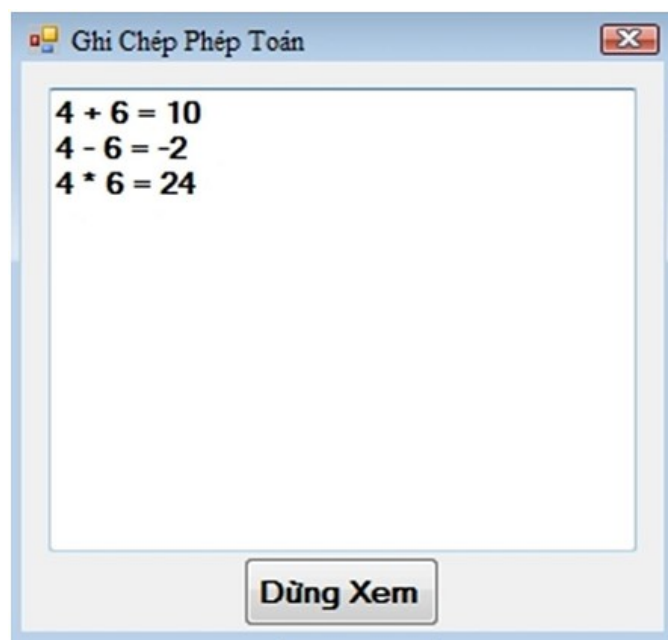 Ghi Chép Phép Toán
4 + 6 = 10
4 - 6 = -2
4 * 6 = 24
Dừng Xem